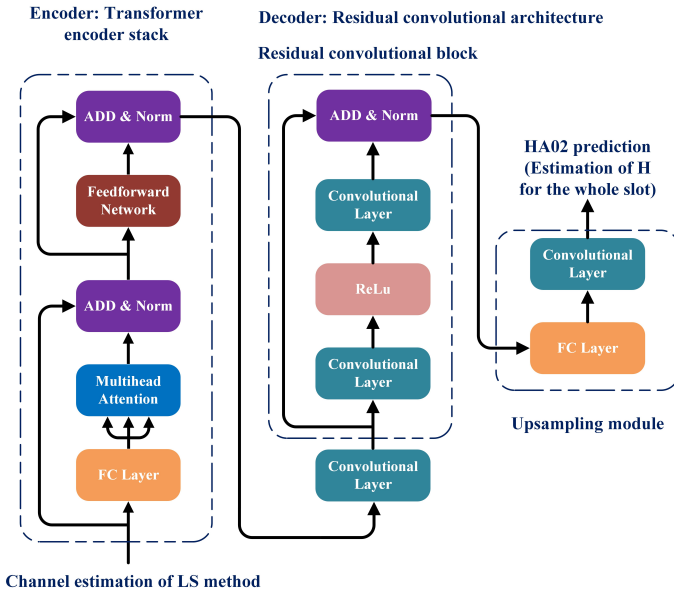 Encoder: Transformer
encoder stack
ADD & Norm
Feedforward
Network
ADD & Norm
Multihead
Attention
FC Layer
Channel estimation of LS method
Decoder: Residual convolutional architecture
Residual convolutional block
ADD & Norm
Convolutional
Layer
ReLu
Convolutional
Layer
Convolutional
Layer
HA02 prediction
(Estimation of H
for the whole slot)
Convolutional
Layer
FC Layer
Upsampling module